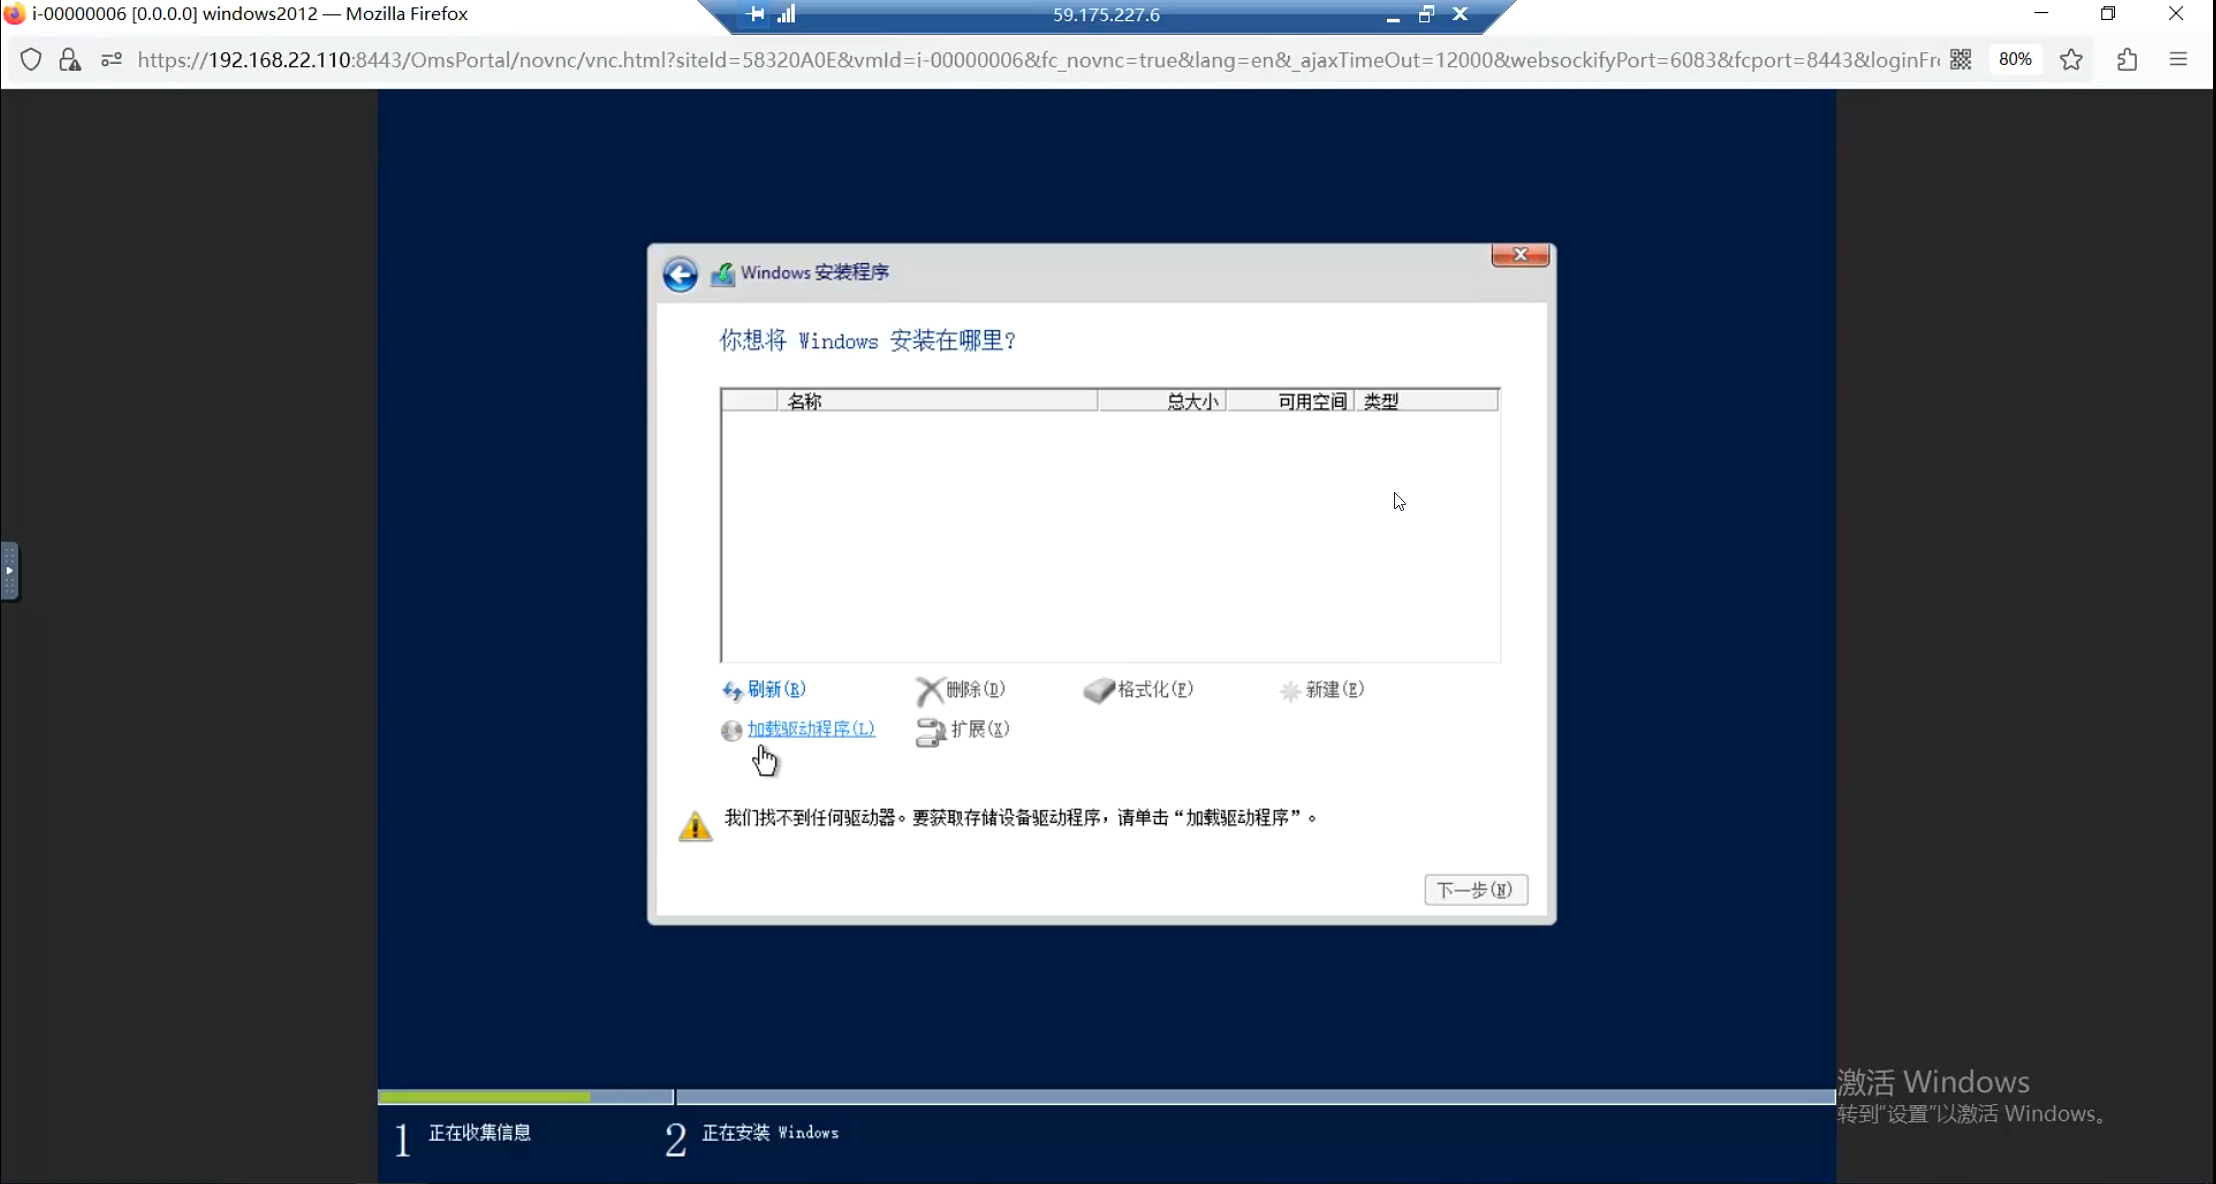 i-00000006 [0.0.0.0] windows2012 — Mozilla Firefox
59.175.227.6
https://192.168.22.110:8443/OmsPortal/novnc/vnc.html?siteId=58320A0E&vmId=i-00000006&fc_novnc=true&lang=en&_ajaxTimeOut=12000&websockifyPort=6083&fcport=8443&loginFr
80%
Windows 安装程序
你想将 Windows 安装在哪里？
名称 总大小 可用空间 类型
刷新(R) 删除(D) 格式化(F) 新建(E)
加载驱动程序(L) 扩展(X)
我们找不到任何驱动器。要获取存储设备驱动程序，请单击“加载驱动程序”。
下一步(N)
激活 Windows
转到"设置"以激活 Windows。
1 正在收集信息 2 正在安装 Windows